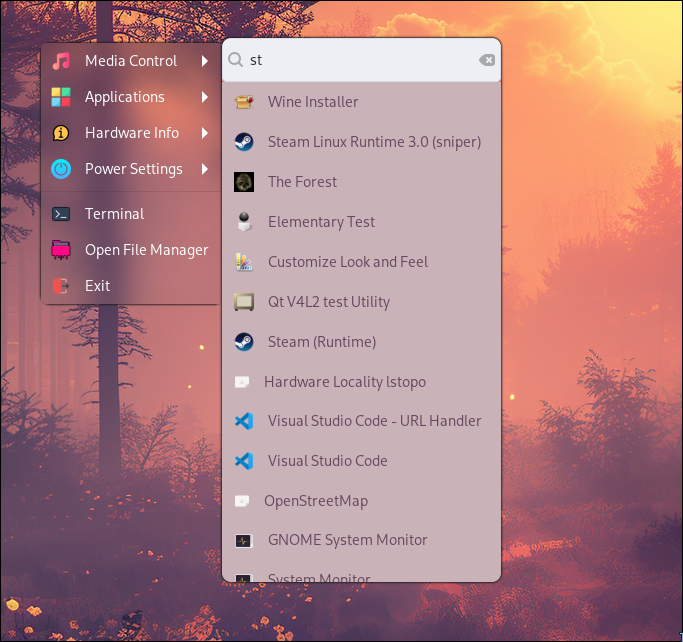 Media Control
Applications
Hardware Info
Power Settings
Terminal
Open File Manager
Exit
st
Wine Installer
Steam Linux Runtime 3.0 (sniper)
The Forest
Elementary Test
Customize Look and Feel
Qt V4L2 test Utility
Steam (Runtime)
Hardware Locality lstopo
Visual Studio Code - URL Handler
Visual Studio Code
OpenStreetMap
GNOME System Monitor
System Monitor